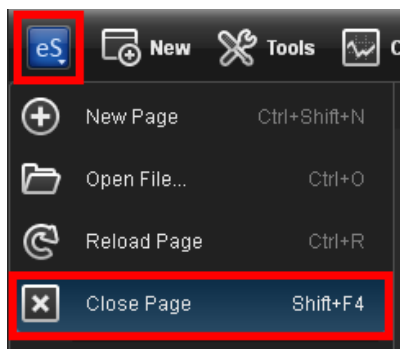 eS New Tools
New Page Ctrl+Shift+N
Open File... Ctrl+O
Reload Page Ctrl+R
Close Page Shift+F4